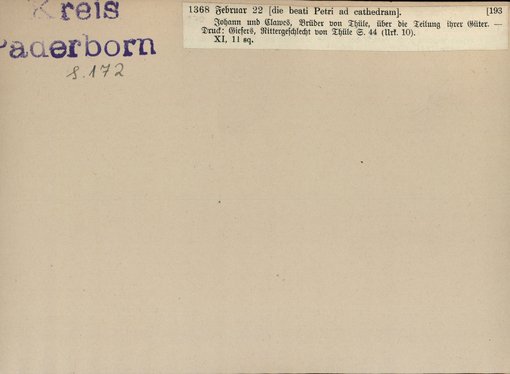 Kreis
Paderborn
S. 172
1368 Februar 22 [die beati Petri ad cathedram]. [193
Johann und Clawes, Brüder von Thüle, über die Teilung ihrer Güter. —
Druck: Giefers, Rittergeschlecht von Thüle S. 44 (Urk. 10).
XI, 11 sq.